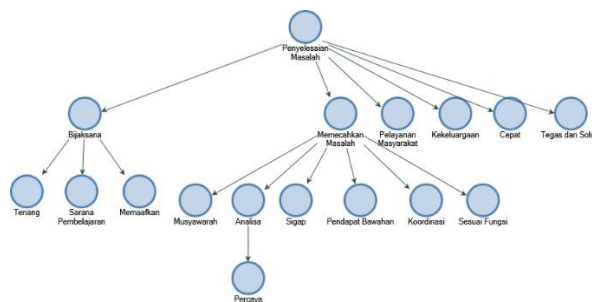 Penyelesaian
Masalah
Bijaksana
Memecahkan
Masalah
Pelayanan
Masyarakat
Kekeluargaan
Cepat
Tegas dan Solu
Tenang
Sarana
Pembelajaran
Memaafkan
Musyawarah
Analisa
Sigap
Pendapat Bawahan
Koordinasi
Sesuai Fungsi
Percaya